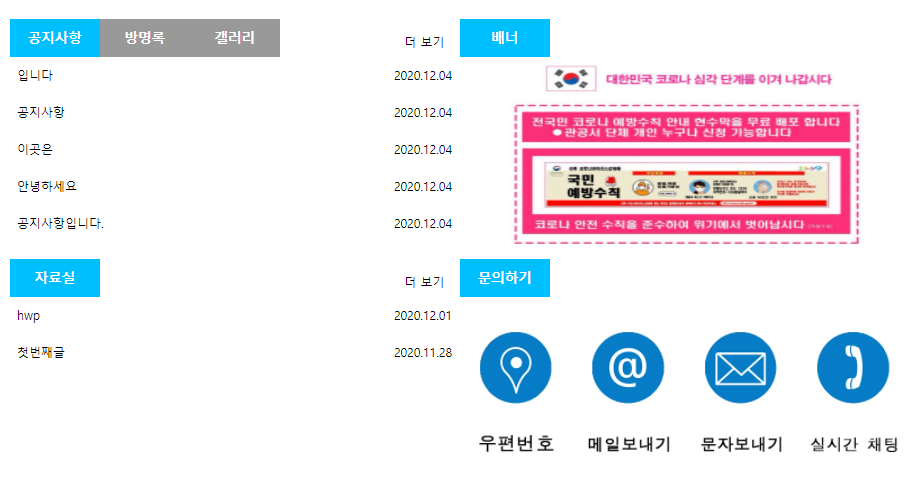 공지사항 방명록 갤러리 더 보기
입니다 2020.12.04
공지사항 2020.12.04
이곳은 2020.12.04
안녕하세요 2020.12.04
공지사항입니다. 2020.12.04
배너
대한민국 코로나 심각 단계를 이겨 나갑시다
전국민 코로나 예방수칙 안내 현수막을 무료 배포 합니다
●관공서 단체 개인 누구나 신청 가능합니다
국민
예방수칙
코로나 안전 수칙을 준수하여 위기에서 벗어납시다
자료실 더 보기
hwp 2020.12.01
첫번째글 2020.11.28
문의하기
우편번호 메일보내기 문자보내기 실시간 채팅